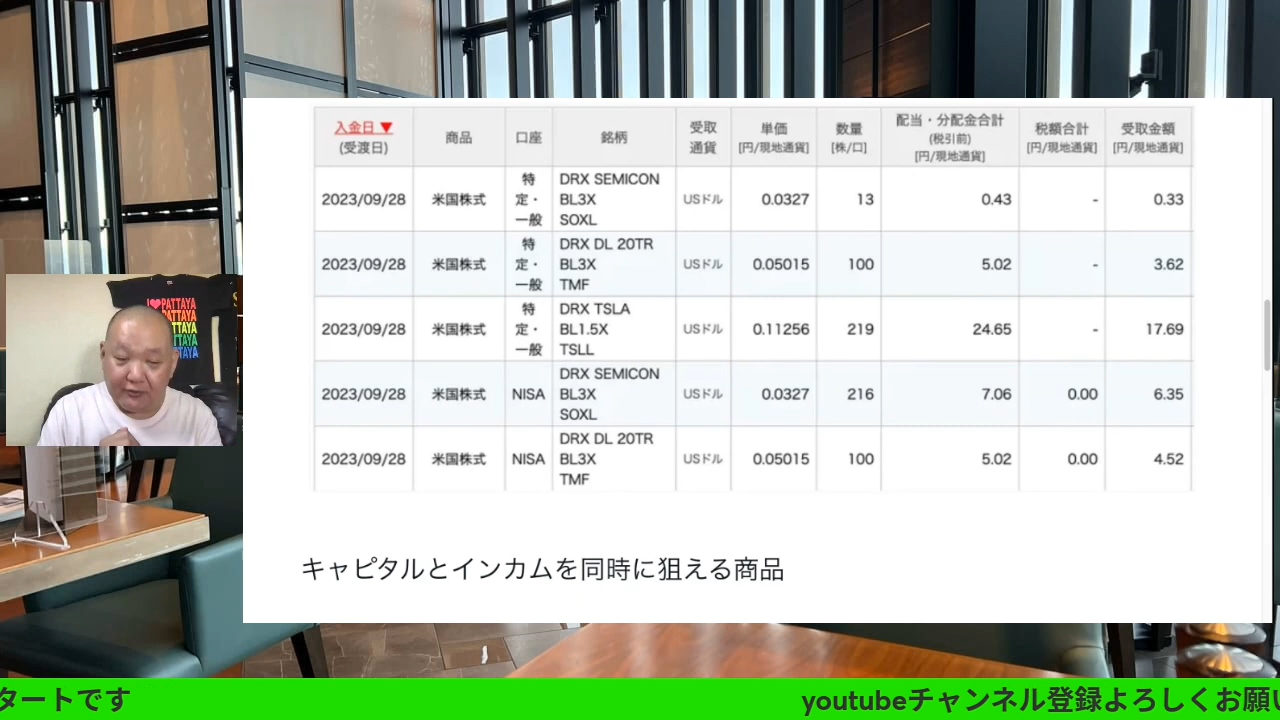 入金日▼
(受渡日)
商品
口座
銘柄
受取
通貨
単価
[円/現地通貨]
数量
[株/口]
配当・分配金合計
(税引前)
[円/現地通貨]
税額合計
[円/現地通貨]
受取金額
[円/現地通貨]
2023/09/28 米国株式 特定・一般 DRX SEMICON BL3X SOXL USドル 0.0327 13 0.43 - 0.33
2023/09/28 米国株式 特定・一般 DRX DL 20TR BL3X TMF USドル 0.05015 100 5.02 - 3.62
2023/09/28 米国株式 特定・一般 DRX TSLA BL1.5X TSLL USドル 0.11256 219 24.65 - 17.69
2023/09/28 米国株式 NISA DRX SEMICON BL3X SOXL USドル 0.0327 216 7.06 0.00 6.35
2023/09/28 米国株式 NISA DRX DL 20TR BL3X TMF USドル 0.05015 100 5.02 0.00 4.52
キャピタルとインカムを同時に狙える商品
I❤PATTAYA
PATTAYA
TTAYA
TTAYA
TAYA
タートです
youtubeチャンネル登録よろしくお願い